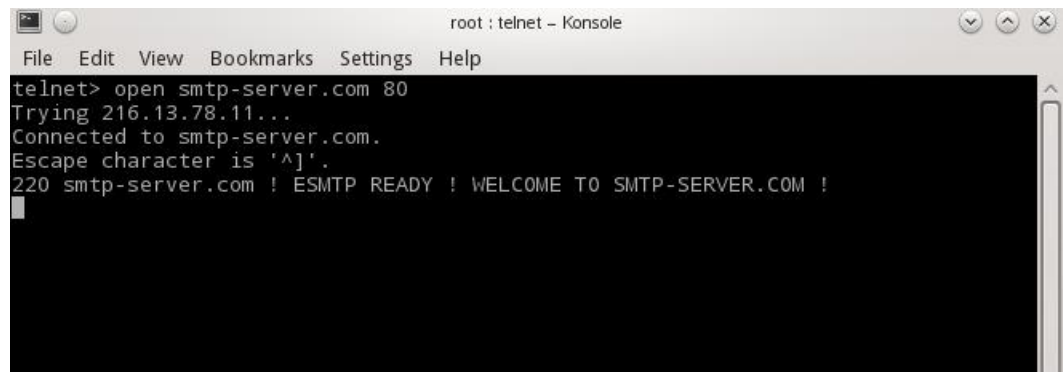 root : telnet – Konsole
File Edit View Bookmarks Settings Help
telnet> open smtp-server.com 80
Trying 216.13.78.11...
Connected to smtp-server.com.
Escape character is '^]'.
220 smtp-server.com ! ESMTP READY ! WELCOME TO SMTP-SERVER.COM !